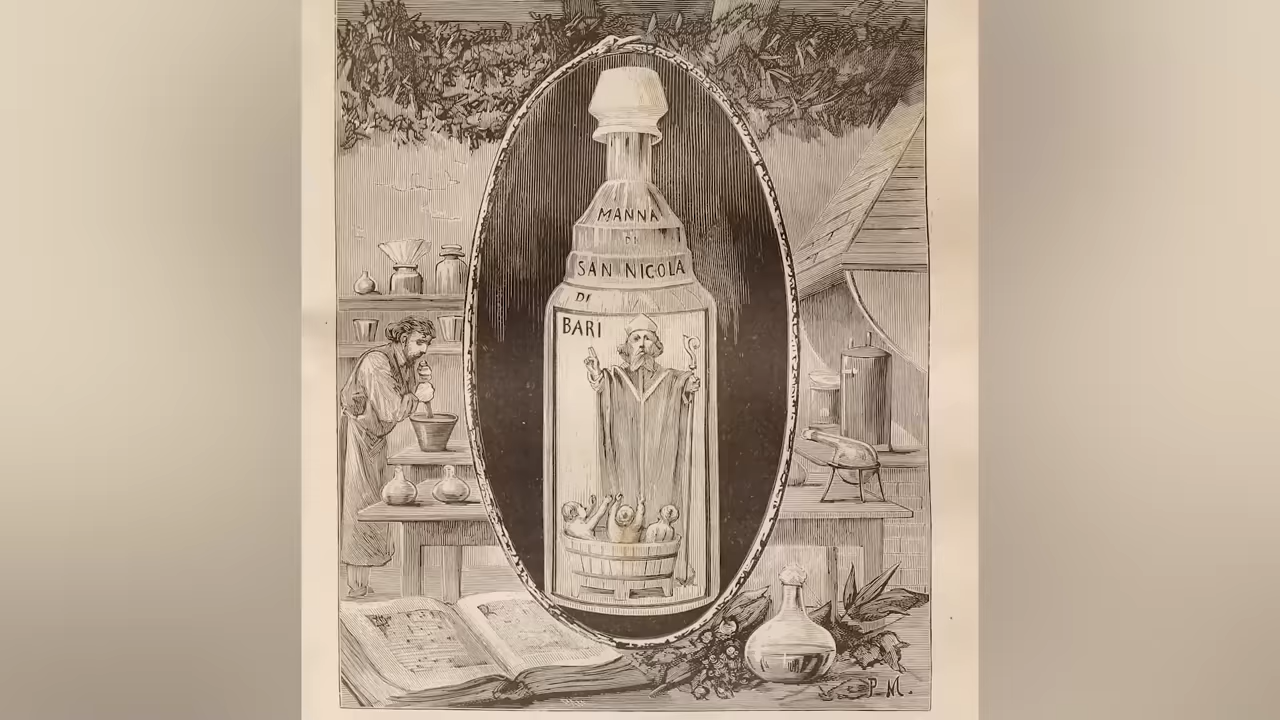 MANNA
DI
SAN NICOLA
DI
BARI
P. M.